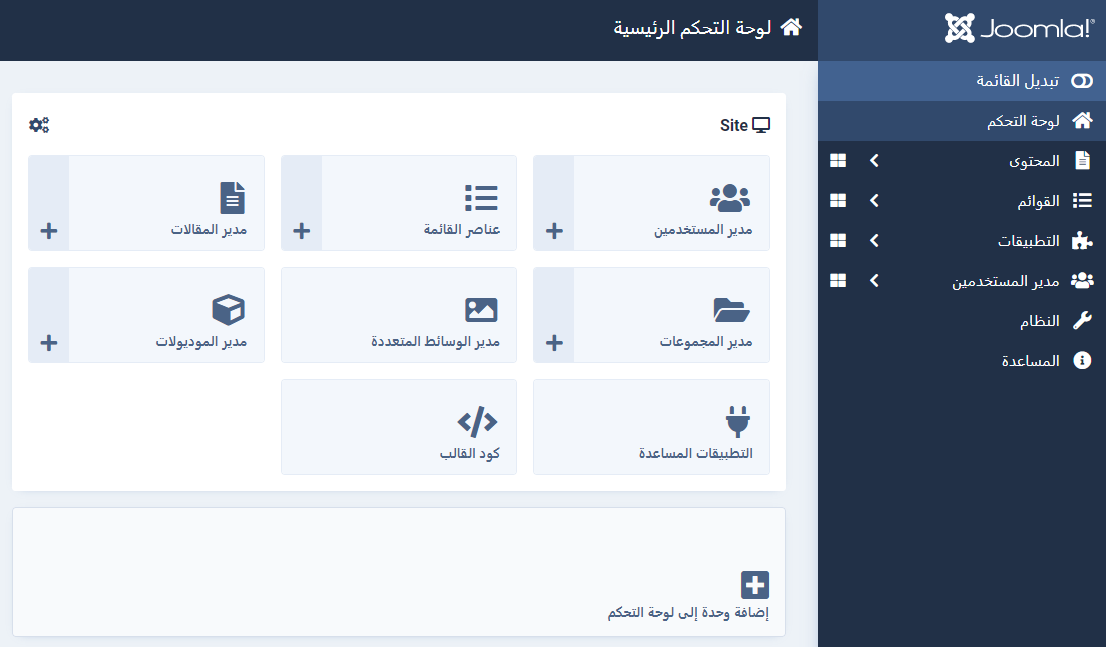 Joomla!
لوحة التحكم الرئيسية
تبديل القائمة
لوحة التحكم
المحتوى
القوائم
التطبيقات
مدير المستخدمين
النظام
المساعدة
Site
مدير المستخدمين
عناصر القائمة
مدير المقالات
مدير المجموعات
مدير الوسائط المتعددة
مدير الموديولات
التطبيقات المساعدة
كود القالب
إضافة وحدة إلى لوحة التحكم